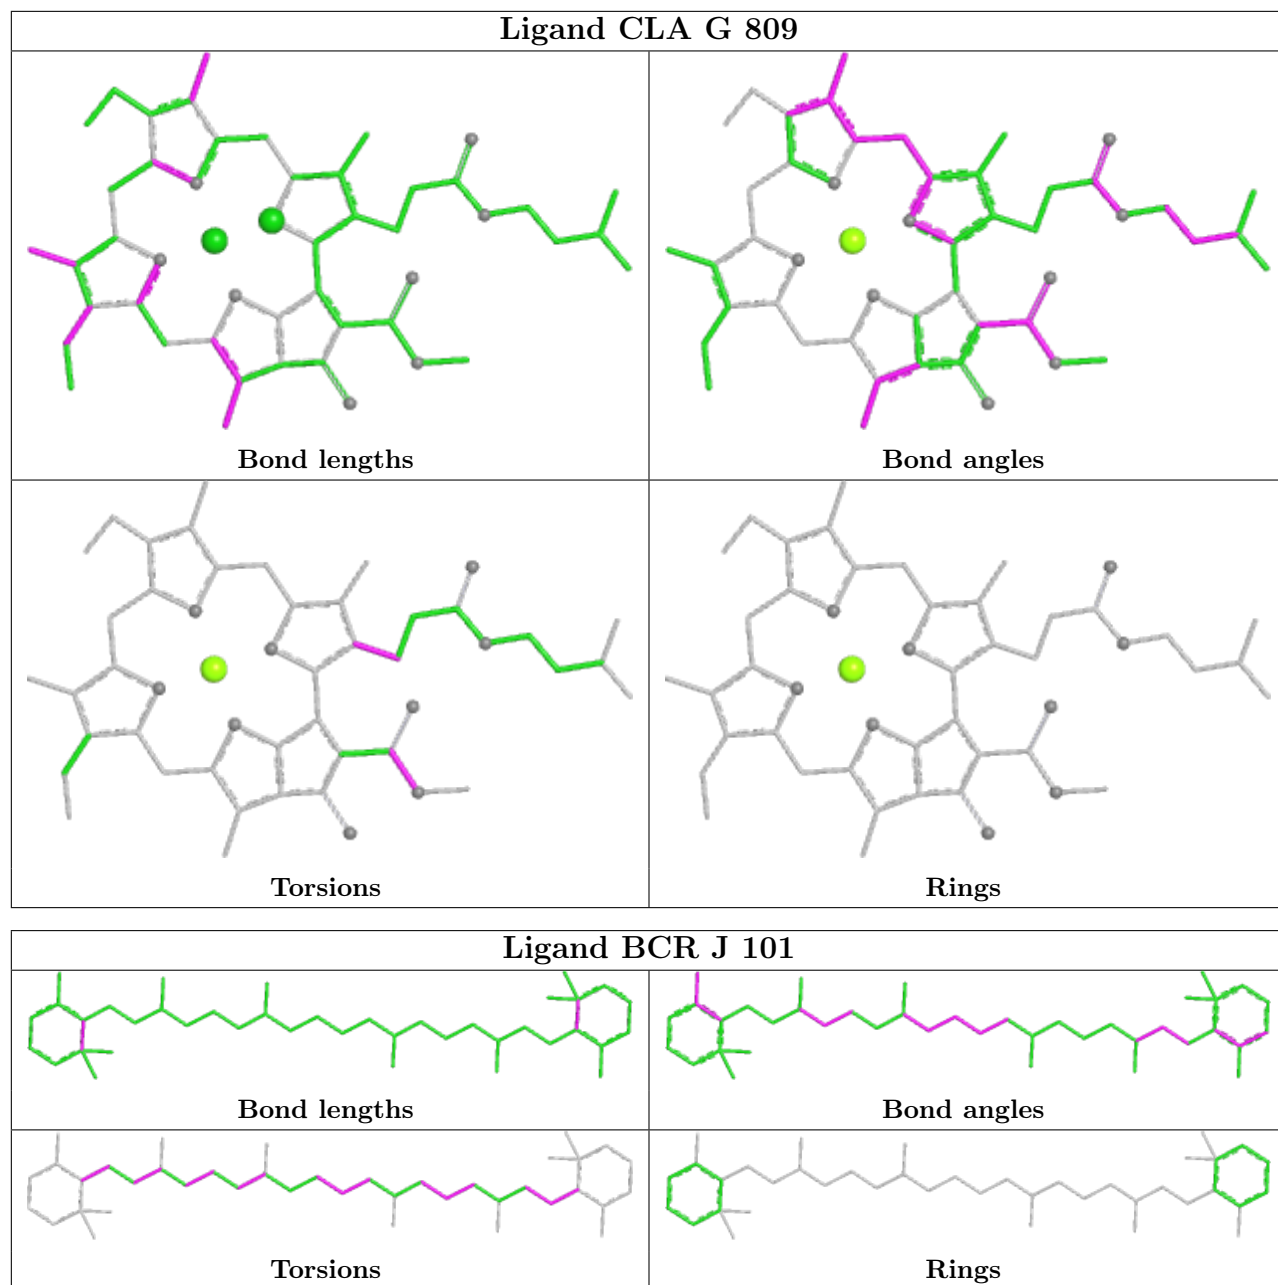 Ligand CLA G 809
Bond lengths
Bond angles
Torsions
Rings
Ligand BCR J 101
Bond lengths
Bond angles
Torsions
Rings